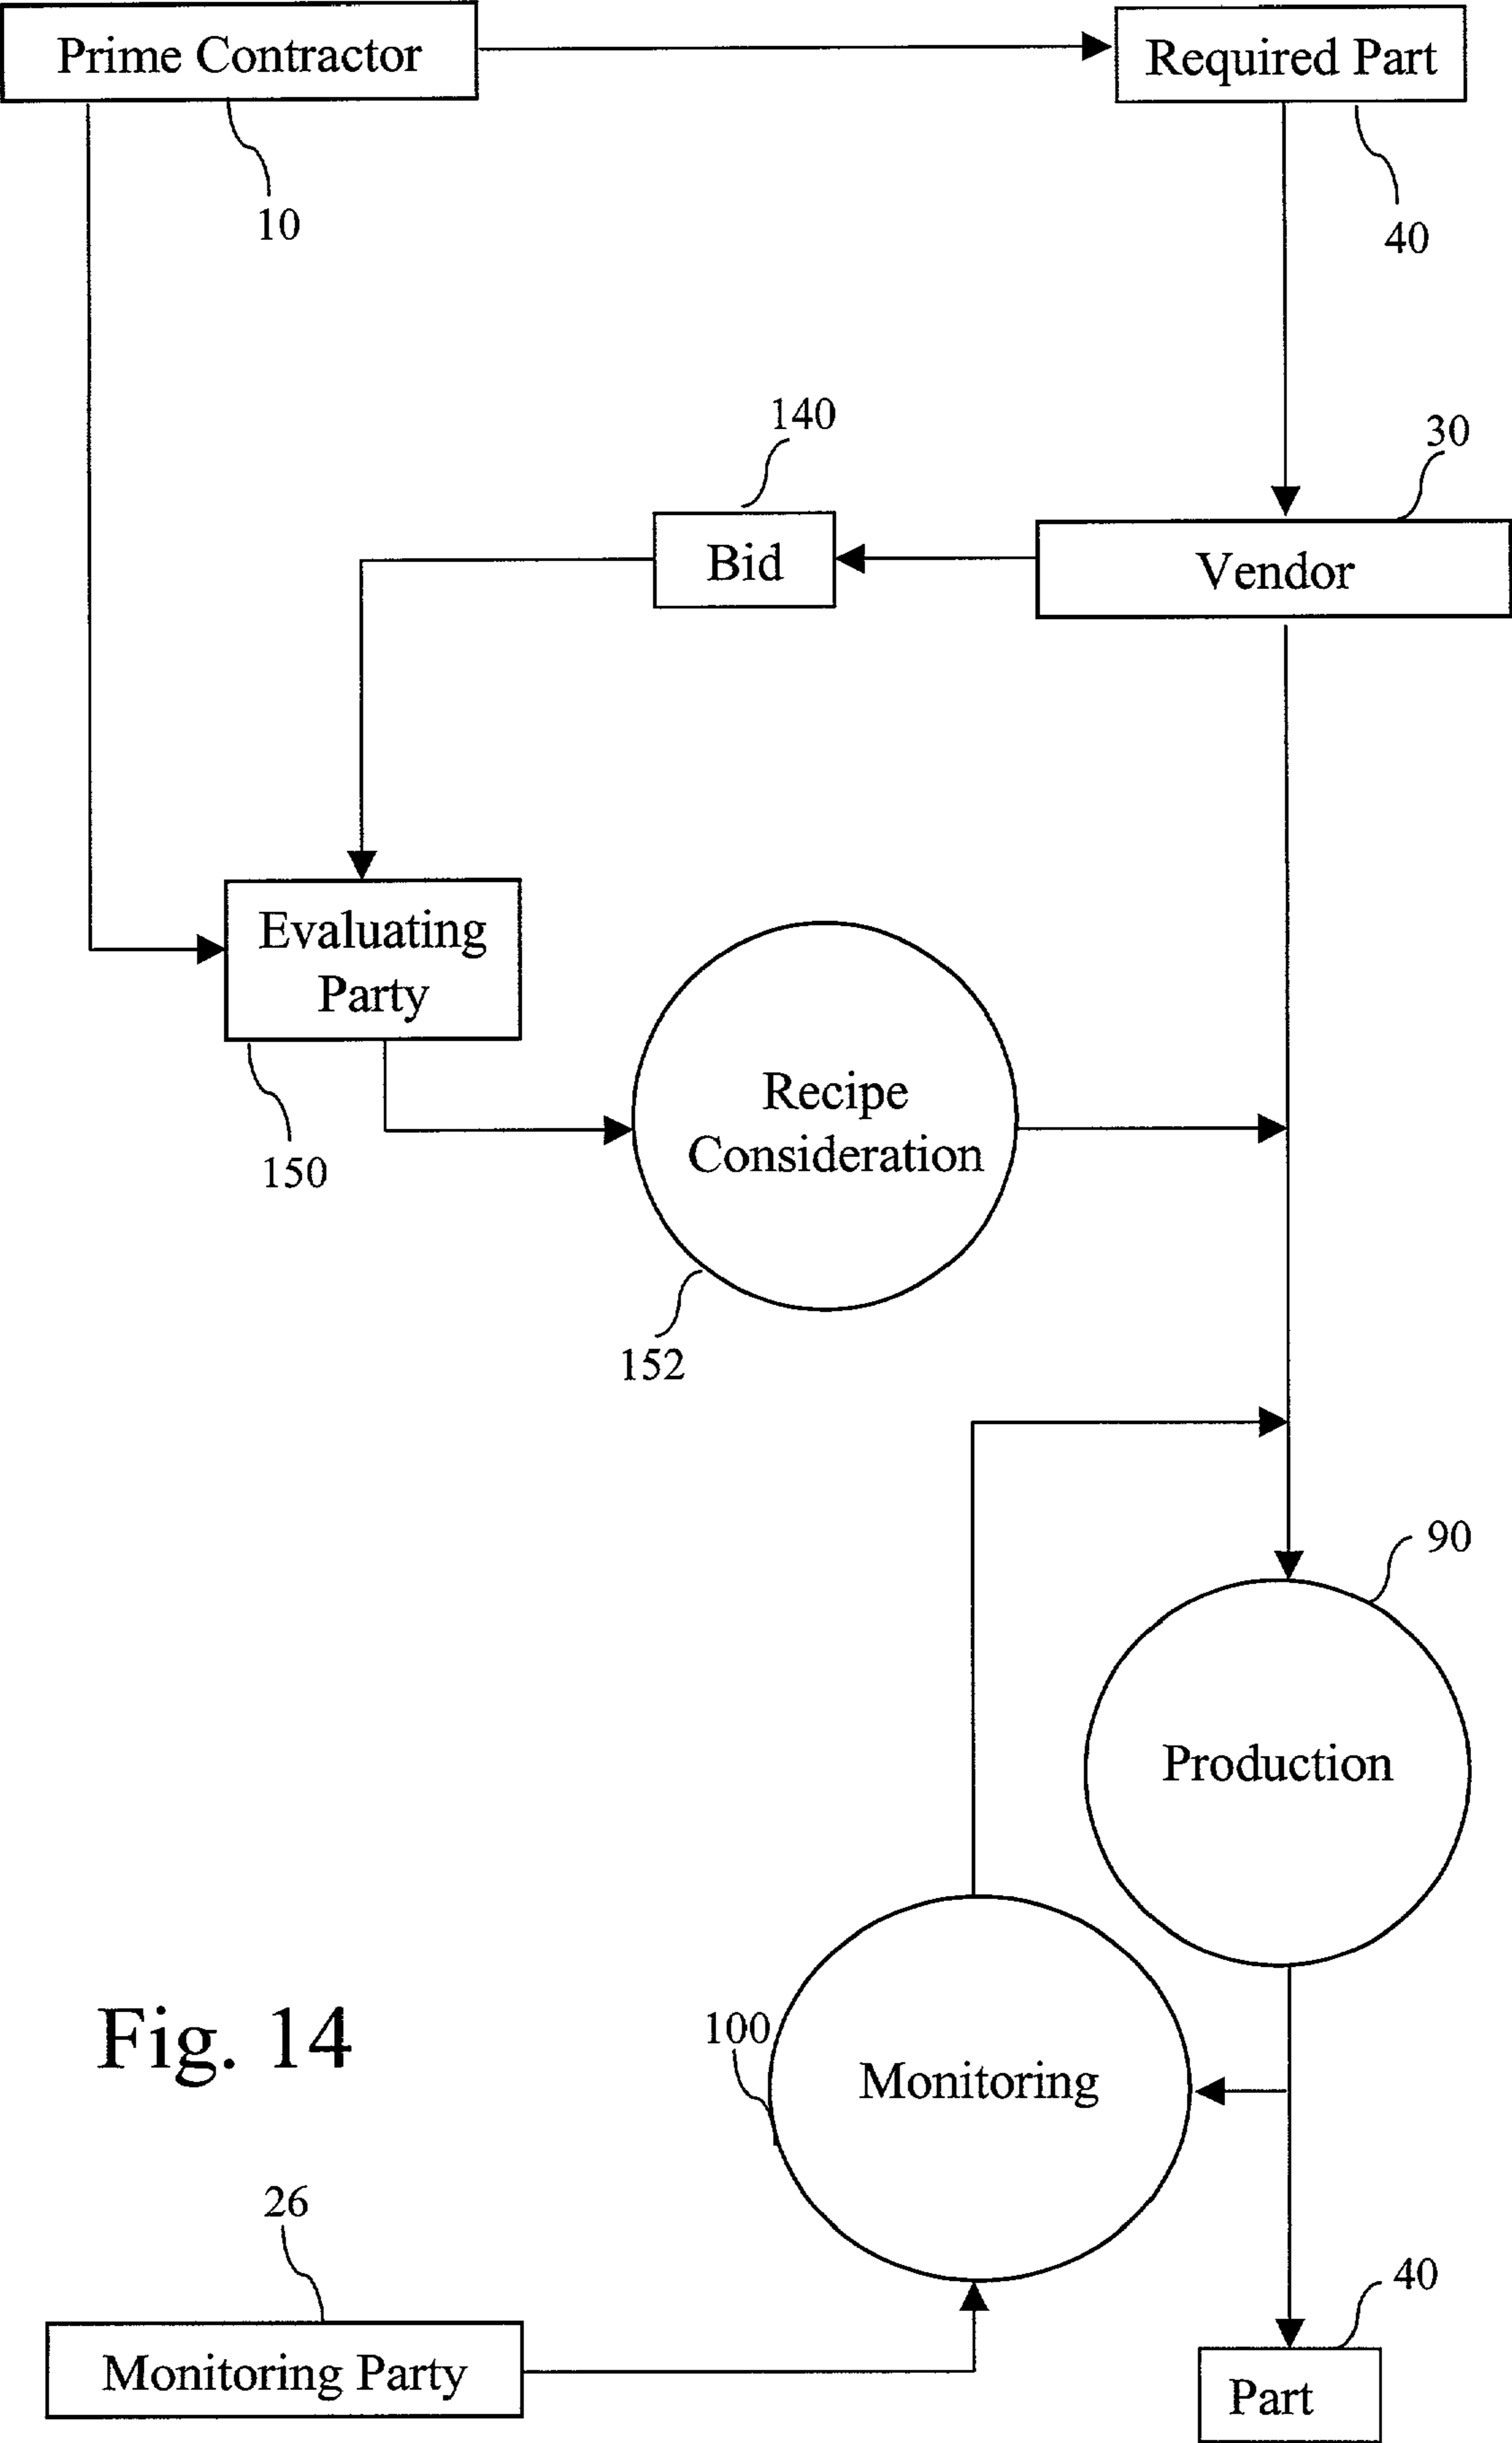 Prime Contractor
Required Part
10
40
140
30
Bid
Vendor
Evaluating
Party
Recipe
Consideration
150
152
90
Production
Fig. 14
100
Monitoring
26
40
Monitoring Party
Part